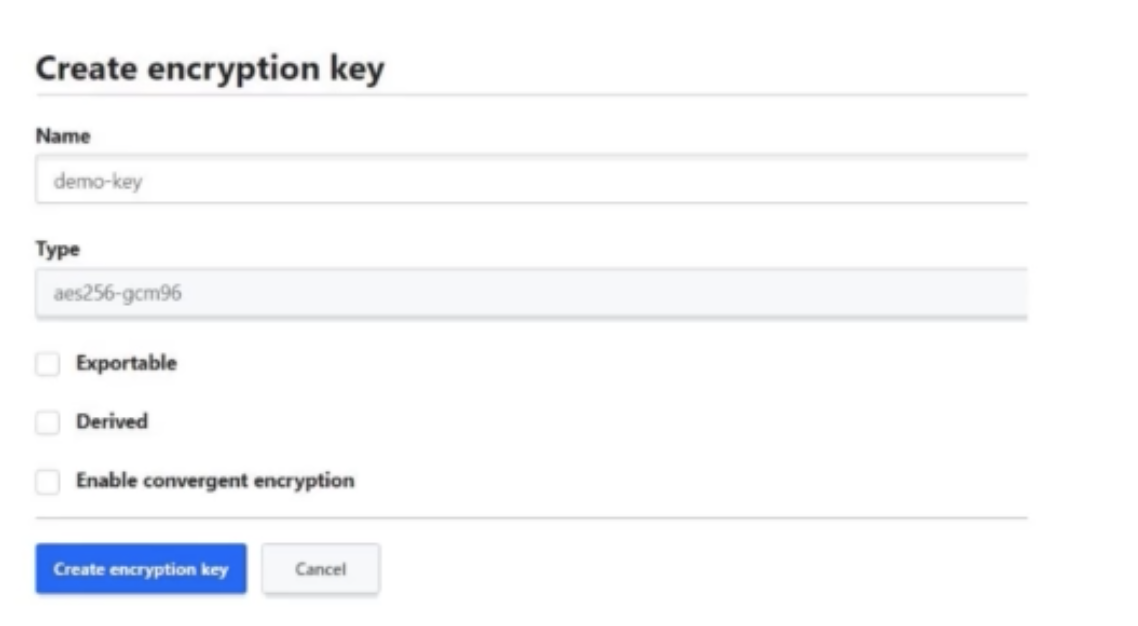 Create encryption key
Name
demo-key
Type
aes256-gcm96
Exportable
Derived
Enable convergent encryption
Create encryption key Cancel